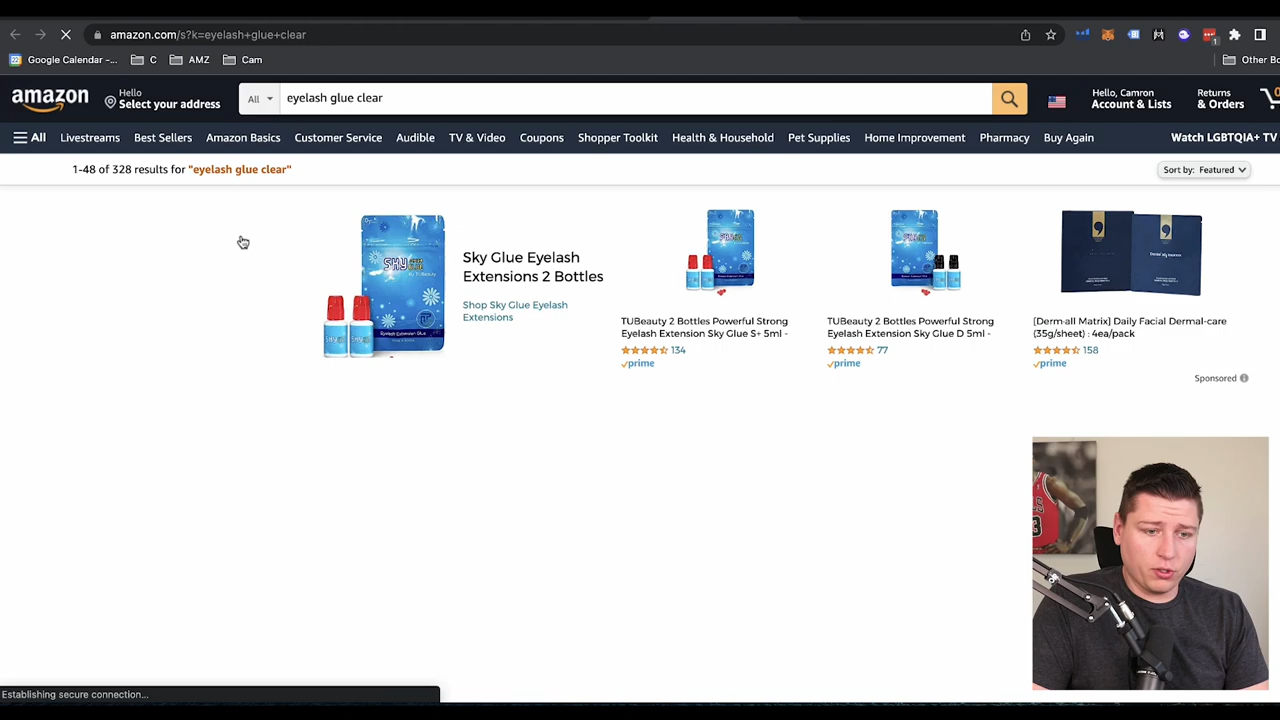 amazon.com/s?k=eyelash+glue+clear
1
Google Calendar -...
C
AMZ
Cam
Other Bo
amazon
Hello
Select your address
All
eyelash glue clear
Hello, Camron
Account & Lists
Returns
& Orders
0
All
Livestreams
Best Sellers
Amazon Basics
Customer Service
Audible
TV & Video
Coupons
Shopper Toolkit
Health & Household
Pet Supplies
Home Improvement
Pharmacy
Buy Again
Watch LGBTQIA+ TV
1-48 of 328 results for "eyelash glue clear"
Sort by: Featured
SKY
Sky Glue Eyelash
Extensions 2 Bottles
Shop Sky Glue Eyelash
Extensions
TUBeauty 2 Bottles Powerful Strong
Eyelash Extension Sky Glue S+ 5ml -
134
prime
TUBeauty 2 Bottles Powerful Strong
Eyelash Extension Sky Glue D 5ml -
77
prime
[Derm·all Matrix] Daily Facial Dermal-care
(35g/sheet) : 4ea/pack
158
prime
Sponsored
Establishing secure connection...